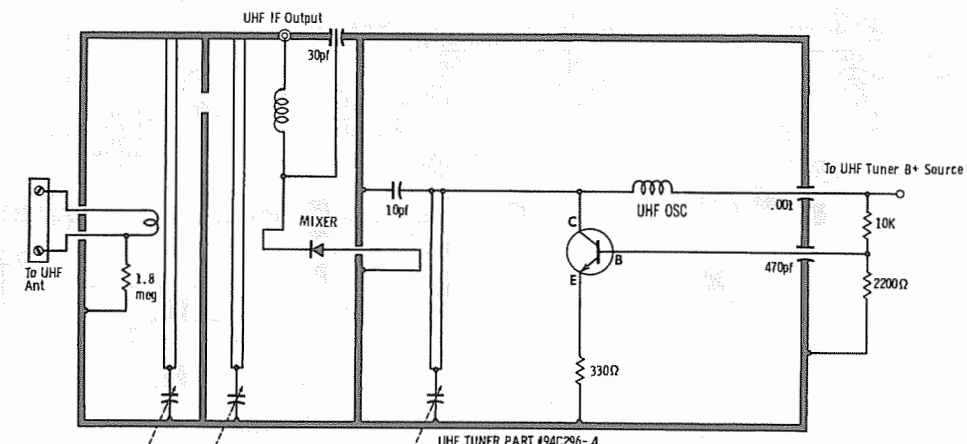 UHF IF Output
30pf
To UHF Tuner B+ Source
10pf
UHF OSC
.001
10K
MIXER
C
B
E
To UHF
Ant
1.8
meg
470pf
2200Ω
330Ω
UHF TUNER PART #94C296-4